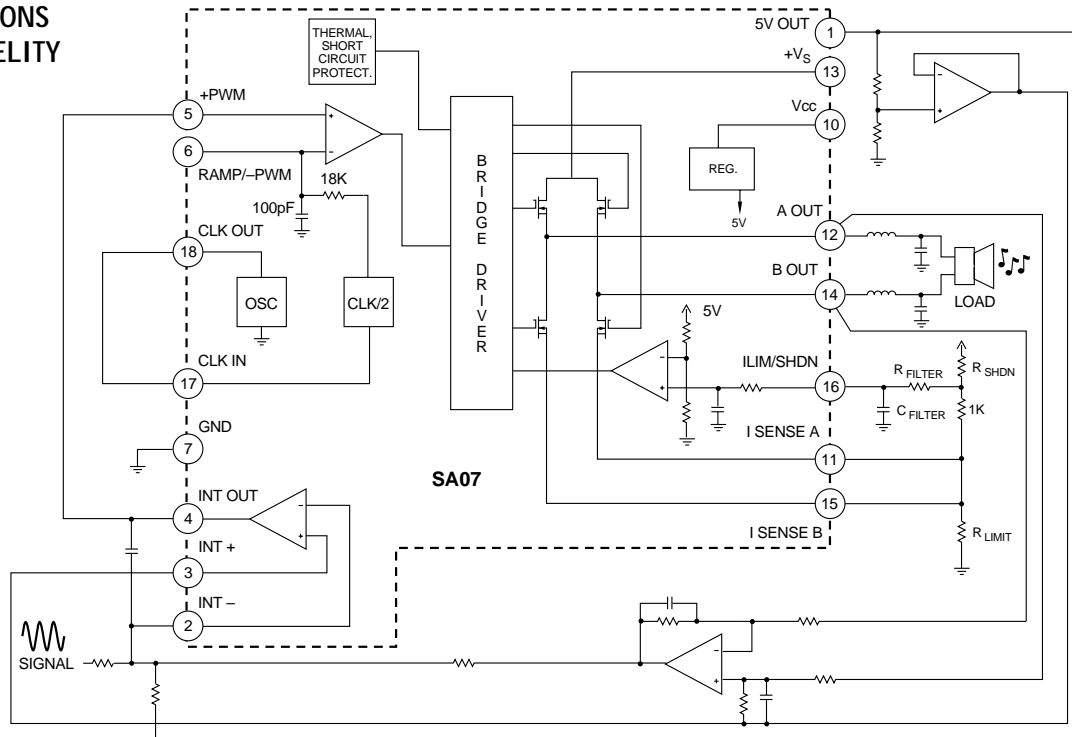 ONS
ELITY
THERMAL,
SHORT
CIRCUIT
PROTECT.
5V OUT
1
+VS
13
Vcc
10
REG.
5V
+PWM
5
6
RAMP/–PWM
18K
100pF
CLK OUT
18
OSC
CLK/2
CLK IN
17
GND
7
BRIDGE DRIVER
+
–
A OUT
12
B OUT
14
LOAD
5V
ILIM/SHDN
16
R FILTER
R SHDN
C FILTER
1K
I SENSE A
11
SA07
15
I SENSE B
R LIMIT
INT OUT
4
INT +
3
INT –
2
SIGNAL
–
+
–
+
–
+
–
+